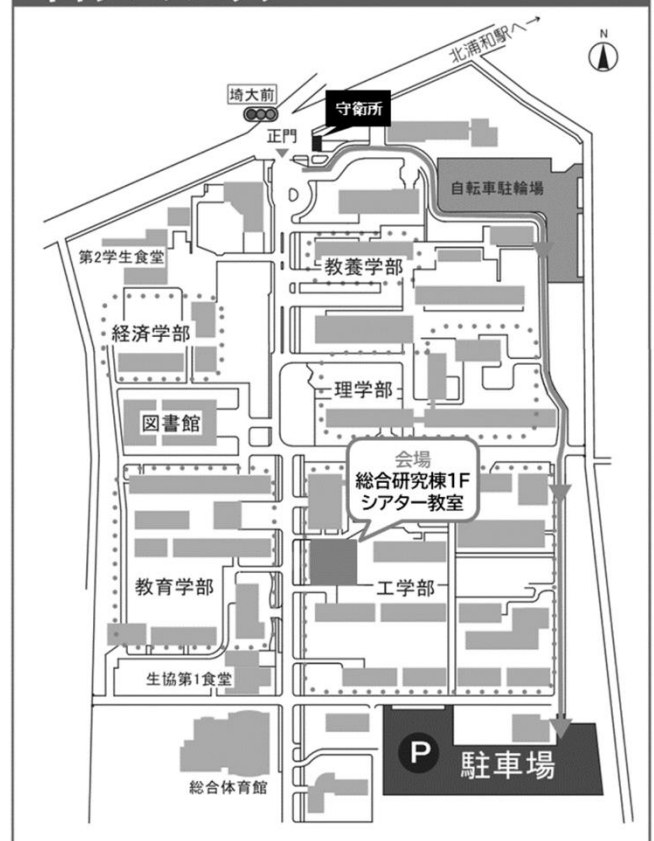 北浦和駅へ
N
埼大前
守衛所
正門
自転車駐輪場
第2学生食堂
教養学部
経済学部
理学部
図書館
会場
総合研究棟1F
シアター教室
教育学部
工学部
生協第1食堂
P
駐車場
総合体育館